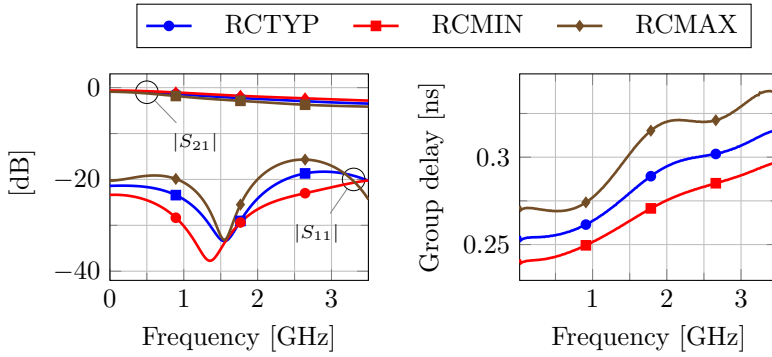 RCTYP RCMIN RCMAX
0
−20
−40
[dB]
|S21|
|S11|
0 1 2 3
Frequency [GHz]
0.3
0.25
Group delay [ns]
1 2 3
Frequency [GHz]